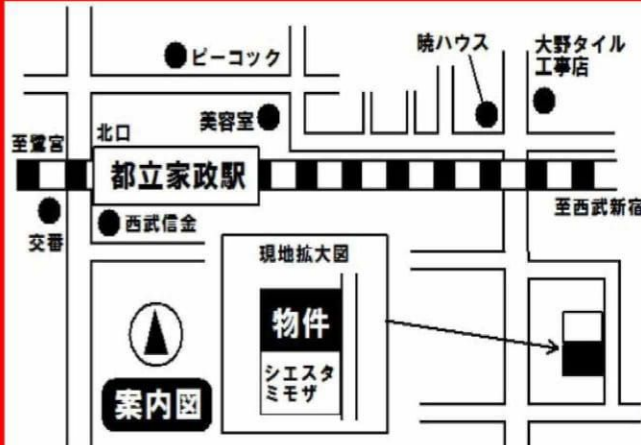 ピーコック
暁ハウス
大野タイル
工事店
美容室
至鷺宮
北口
都立家政駅
至西武新宿
交番
西武信金
現地拡大図
物件
シエスタ
ミモザ
案内図